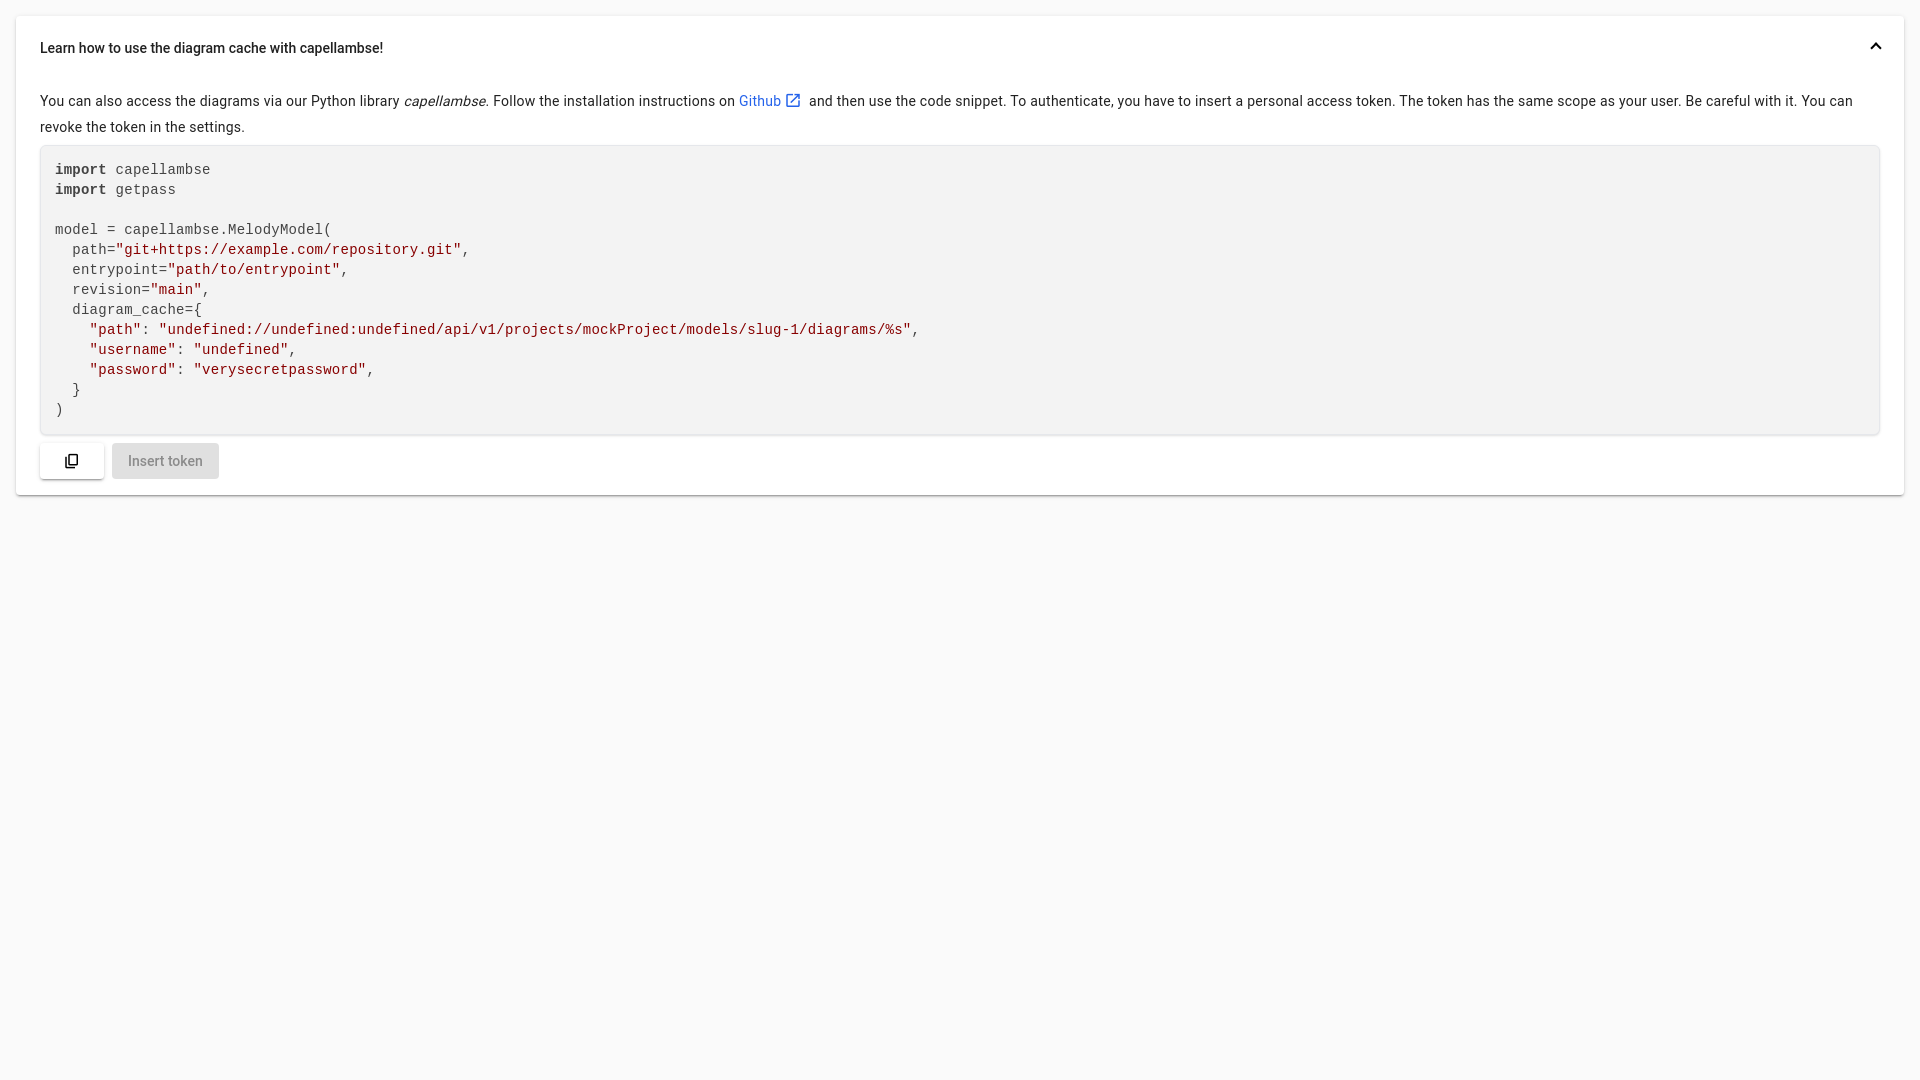 Learn how to use the diagram cache with capellambse!
You can also access the diagrams via our Python library capellambse. Follow the installation instructions on Github and then use the code snippet. To authenticate, you have to insert a personal access token. The token has the same scope as your user. Be careful with it. You can
revoke the token in the settings.
import capellambse
import getpass

model = capellambse.MelodyModel(
  path="git+https://example.com/repository.git",
  entrypoint="path/to/entrypoint",
  revision="main",
  diagram_cache={
    "path": "undefined://undefined:undefined/api/v1/projects/mockProject/models/slug-1/diagrams/%s",
    "username": "undefined",
    "password": "verysecretpassword",
  }
)
Insert token